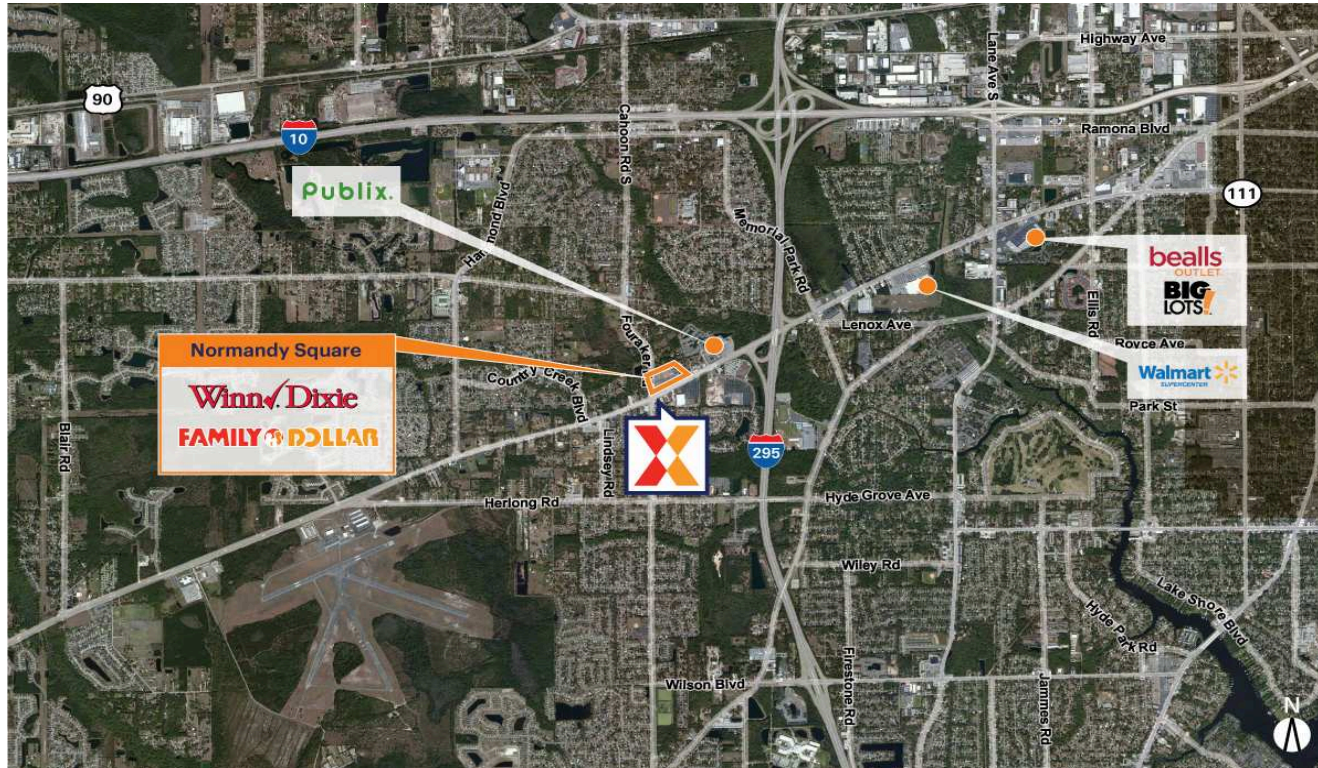 Highway Ave
Lane Ave S
90
10
Cahoon Rd S
Ramona Blvd
Publix.
Hammond Blvd
Memorial Park Rd
111
bealls
OUTLET
BIG
LOTS!
Ellis Rd
Lenox Ave
Royce Ave
Normandy Square
Fouraker Rd
Country Creek Blvd
Walmart
SUPERCENTER
Winn Dixie
FAMILY DOLLAR
Park St
Blair Rd
Lindsey Rd
295
Herlong Rd
Hyde Grove Ave
Wiley Rd
Lake Shore Blvd
Hyde Park Rd
Firestone Rd
Wilson Blvd
Jammes Rd
N